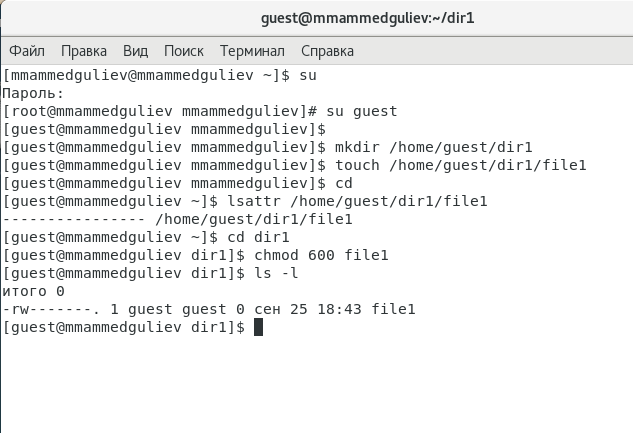 guest@mmammedguliev:~/dir1
Файл Правка Вид Поиск Терминал Справка
[mmammedguliev@mmammedguliev ~]$ su
Пароль:
[root@mmammedguliev mmammedguliev]# su guest
[guest@mmammedguliev mmammedguliev]$
[guest@mmammedguliev mmammedguliev]$ mkdir /home/guest/dir1
[guest@mmammedguliev mmammedguliev]$ touch /home/guest/dir1/file1
[guest@mmammedguliev mmammedguliev]$ cd
[guest@mmammedguliev ~]$ lsattr /home/guest/dir1/file1
---------------- /home/guest/dir1/file1
[guest@mmammedguliev ~]$ cd dir1
[guest@mmammedguliev dir1]$ chmod 600 file1
[guest@mmammedguliev dir1]$ ls -l
итого 0
-rw-------. 1 guest guest 0 сен 25 18:43 file1
[guest@mmammedguliev dir1]$